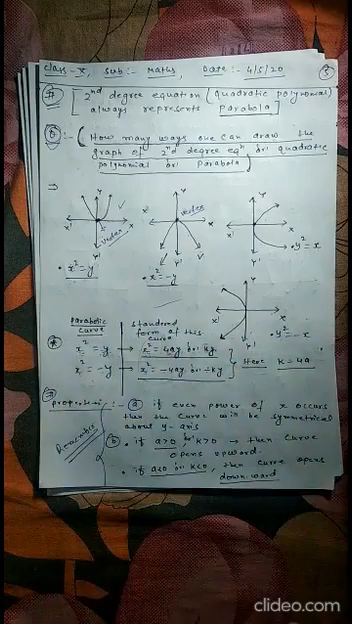 Class-X, Sub:- Maths, Date:- 4/5/20 ⑤
[2nd degree equation (quadratic polynomial)
always represents Parabola]
:- (How many ways one can draw the
graph of 2nd degree eqn or quadratic
polynomial or Parabola)
⇒
Y Y Y
X' X X' X X' X
vertex vertex
Y' Y' Y'
• x² = y • x² = -y • y² = x
Y
X' X
Y'
• y² = -x
Parabolic curve | Standered form of this curve
x² = y → x² = 4ay or ky
x² = -y → x² = -4ay or -ky } Here k = 4a
properties:- (a) if even power of x occurs
then the curve will be symmetrical
about y-axis
Remember
(b) • if a>0 or k>0 → then curve
opens upward.
• if a<0 or k<0, then curve opens
down ward
clideo.com